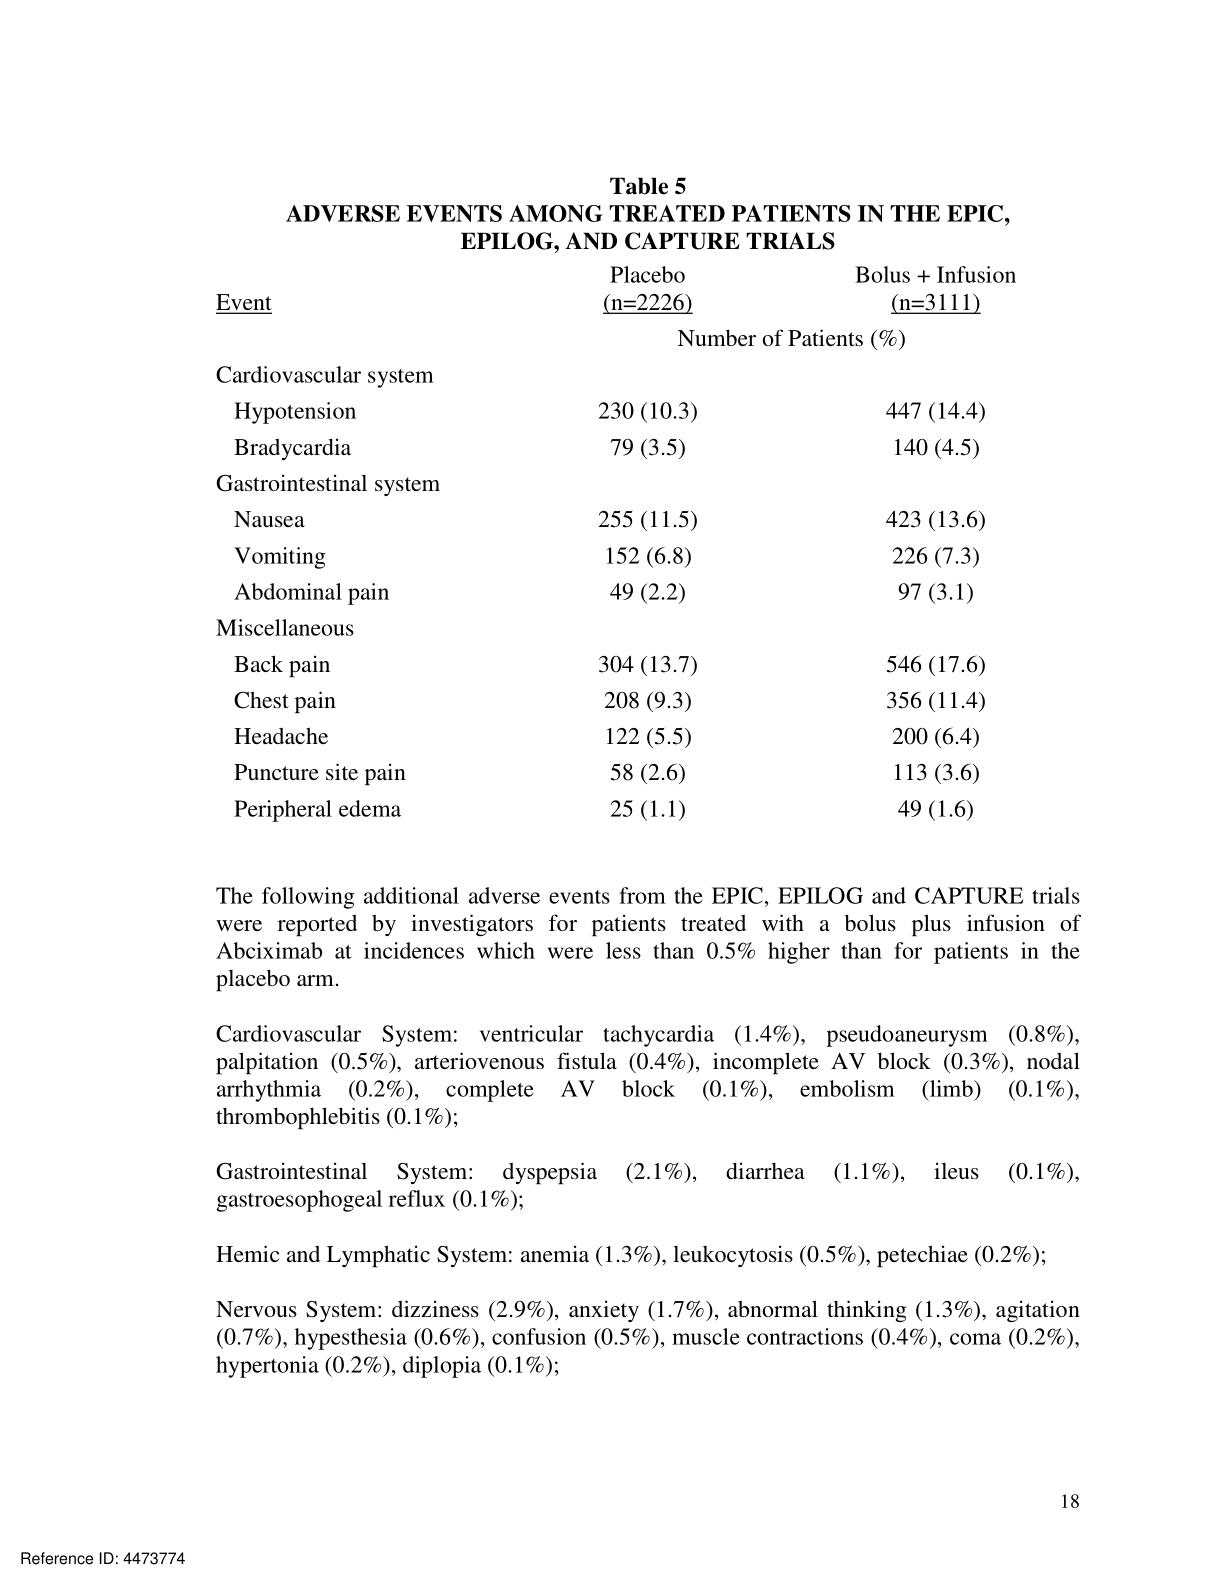 Table 5
ADVERSE EVENTS AMONG TREATED PATIENTS IN THE EPIC,
EPILOG, AND CAPTURE TRIALS
Placebo Bolus + Infusion
Event (n=2226) (n=3111)
Number of Patients (%)
Cardiovascular system
Hypotension 230 (10.3) 447 (14.4)
Bradycardia 79 (3.5) 140 (4.5)
Gastrointestinal system
Nausea 255 (11.5) 423 (13.6)
Vomiting 152 (6.8) 226 (7.3)
Abdominal pain 49 (2.2) 97 (3.1)
Miscellaneous
Back pain 304 (13.7) 546 (17.6)
Chest pain 208 (9.3) 356 (11.4)
Headache 122 (5.5) 200 (6.4)
Puncture site pain 58 (2.6) 113 (3.6)
Peripheral edema 25 (1.1) 49 (1.6)
The following additional adverse events from the EPIC, EPILOG and CAPTURE trials
were reported by investigators for patients treated with a bolus plus infusion of
Abciximab at incidences which were less than 0.5% higher than for patients in the
placebo arm.
Cardiovascular System: ventricular tachycardia (1.4%), pseudoaneurysm (0.8%),
palpitation (0.5%), arteriovenous fistula (0.4%), incomplete AV block (0.3%), nodal
arrhythmia (0.2%), complete AV block (0.1%), embolism (limb) (0.1%),
thrombophlebitis (0.1%);
Gastrointestinal System: dyspepsia (2.1%), diarrhea (1.1%), ileus (0.1%),
gastroesophogeal reflux (0.1%);
Hemic and Lymphatic System: anemia (1.3%), leukocytosis (0.5%), petechiae (0.2%);
Nervous System: dizziness (2.9%), anxiety (1.7%), abnormal thinking (1.3%), agitation
(0.7%), hypesthesia (0.6%), confusion (0.5%), muscle contractions (0.4%), coma (0.2%),
hypertonia (0.2%), diplopia (0.1%);
18
Reference ID: 4473774